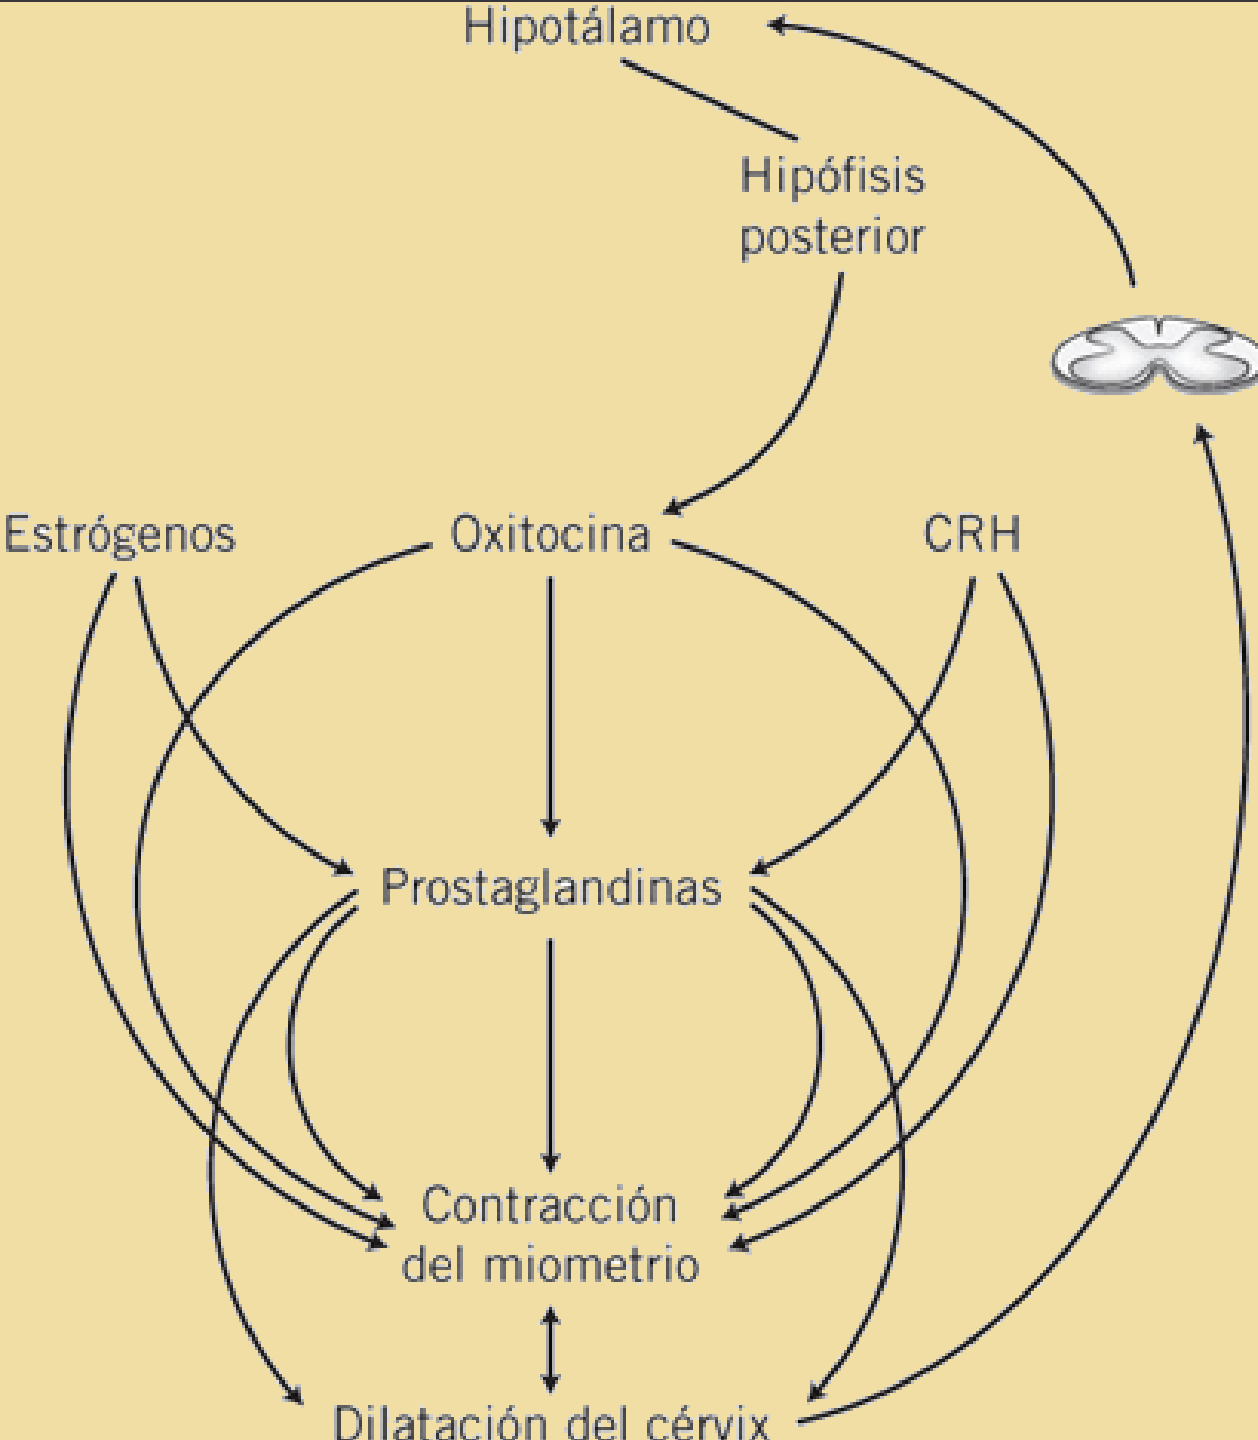 Hipotálamo
Hipófisis
posterior
Estrógenos
Oxitocina
CRH
Prostaglandinas
Contracción
del miometrio
Dilatación del cérvix